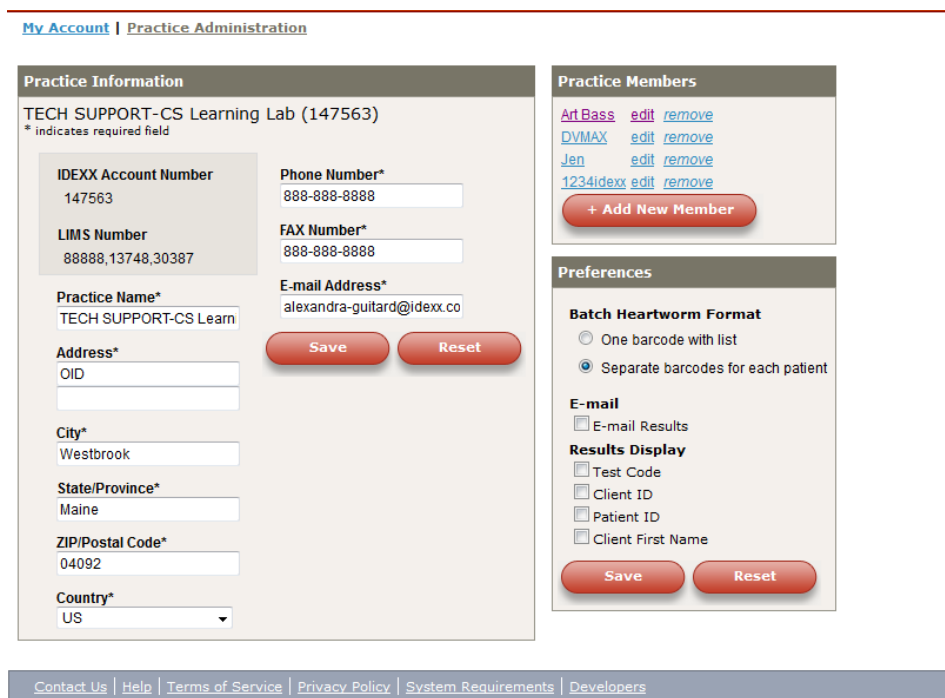 My Account | Practice Administration
Practice Information
TECH SUPPORT-CS Learning Lab (147563)
* indicates required field
IDEXX Account Number
147563
LIMS Number
88888,13748,30387
Practice Name*
TECH SUPPORT-CS Learn
Address*
OID
City*
Westbrook
State/Province*
Maine
ZIP/Postal Code*
04092
Country*
US
Phone Number*
888-888-8888
FAX Number*
888-888-8888
E-mail Address*
alexandra-guitard@idexx.co
Save Reset
Practice Members
Art Bass edit remove
DVMAX edit remove
Jen edit remove
1234idexx edit remove
+ Add New Member
Preferences
Batch Heartworm Format
One barcode with list
Separate barcodes for each patient
E-mail
E-mail Results
Results Display
Test Code
Client ID
Patient ID
Client First Name
Save Reset
Contact Us | Help | Terms of Service | Privacy Policy | System Requirements | Developers